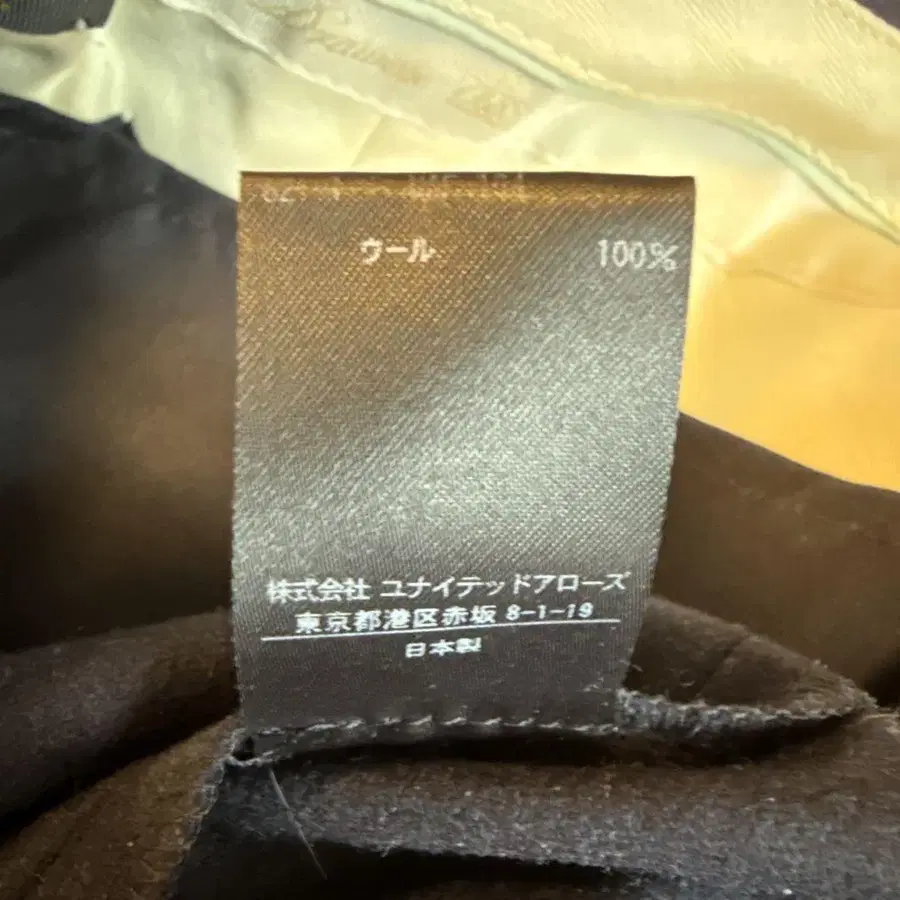 ウール 100%
株式会社 ユナイテッドアローズ
東京都港区赤坂 8-1-19
日本製